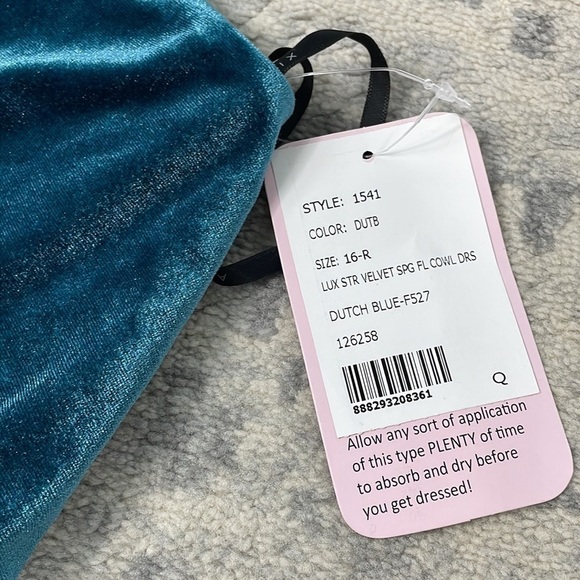 STYLE: 1541
COLOR: DUTB
SIZE: 16-R
LUX STR VELVET SPG FL COWL DRS
DUTCH BLUE-F527
126258
888293208361
Q
Allow any sort of application
of this type PLENTY of time
to absorb and dry before
you get dressed!